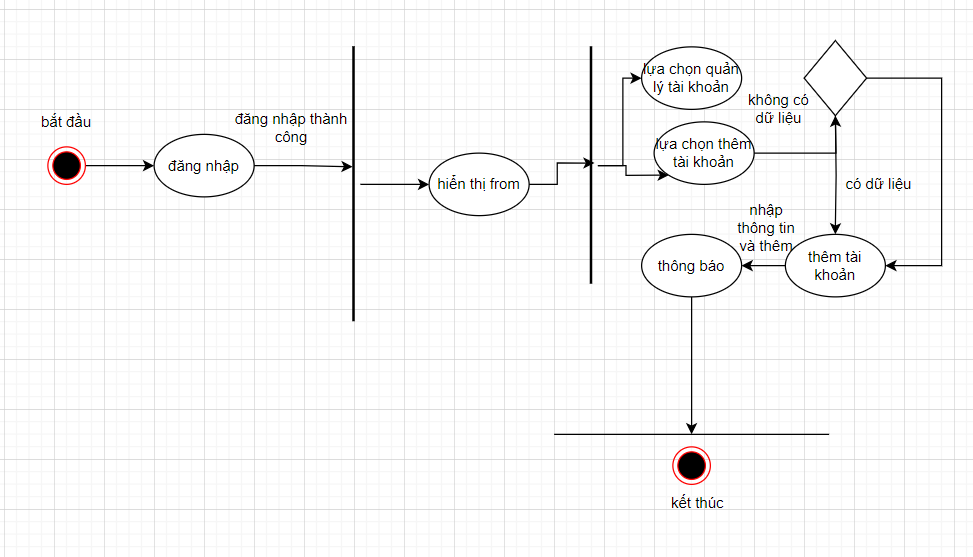 bắt đầu
đăng nhập
đăng nhập thành
công
hiển thị from
lựa chọn quản
lý tài khoản
lựa chọn thêm
tài khoản
không có
dữ liệu
có dữ liệu
nhập
thông tin
và thêm
thêm tài
khoản
thông báo
kết thúc